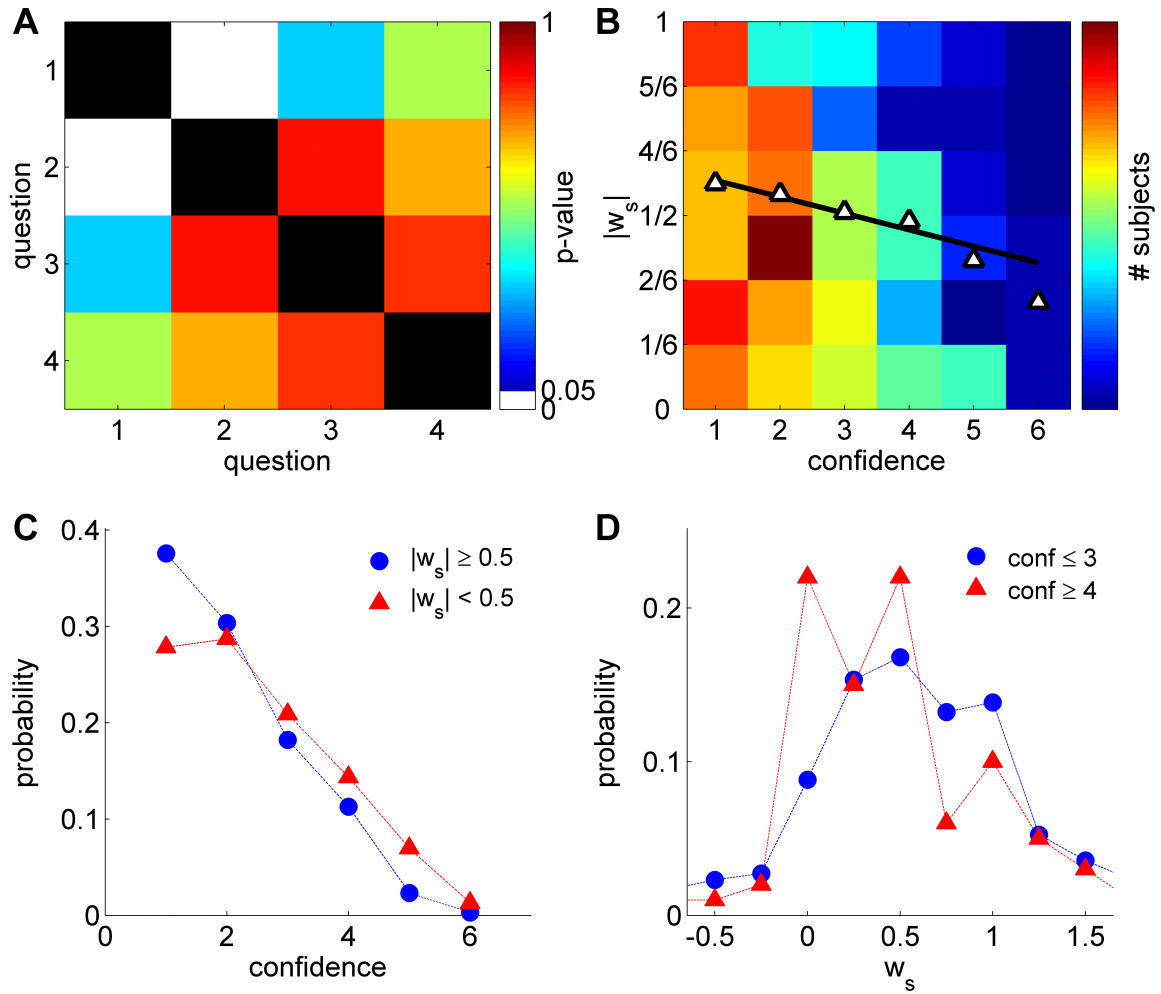 A
1
2
3
4
question
1
2
3
4
question
1
0.05
0
p-value
B
1
5/6
4/6
1/2
2/6
1/6
0
|w_s|
1
2
3
4
5
6
confidence
# subjects
C
0.4
0.3
0.2
0.1
0
probability
0
2
4
6
confidence
|w_s| ≥ 0.5
|w_s| < 0.5
D
0.2
0.1
0
probability
-0.5
0
0.5
1
1.5
w_s
conf ≤ 3
conf ≥ 4